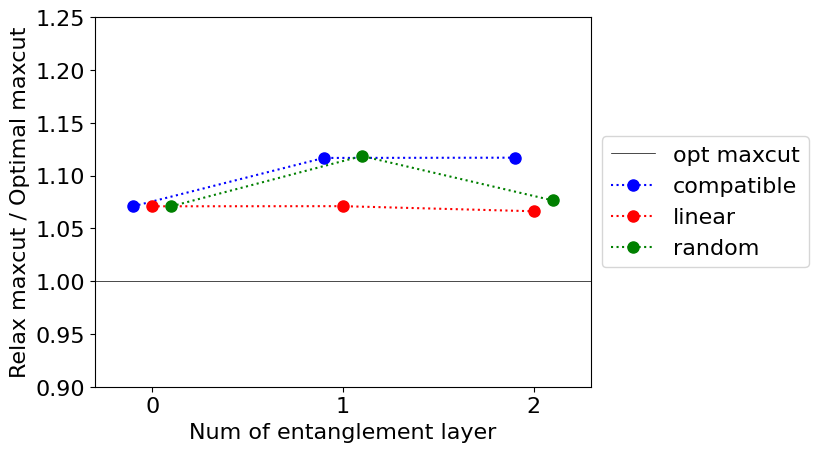 Relax maxcut / Optimal maxcut
1.25
1.20
1.15
1.10
1.05
1.00
0.95
0.90
0 1 2
Num of entanglement layer
opt maxcut
compatible
linear
random